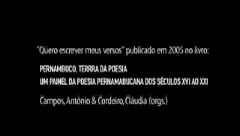 "Quero escrever meus versos" publicado em 2005 no livro:
PERNAMBUCO, TERRRA DA POESIA
UM PAINEL DA POESIA PERNAMBUCANA DOS SÉCULOS XVI AO XXI
Campos, Antônio & Cordeiro, Cláudia (orgs.)